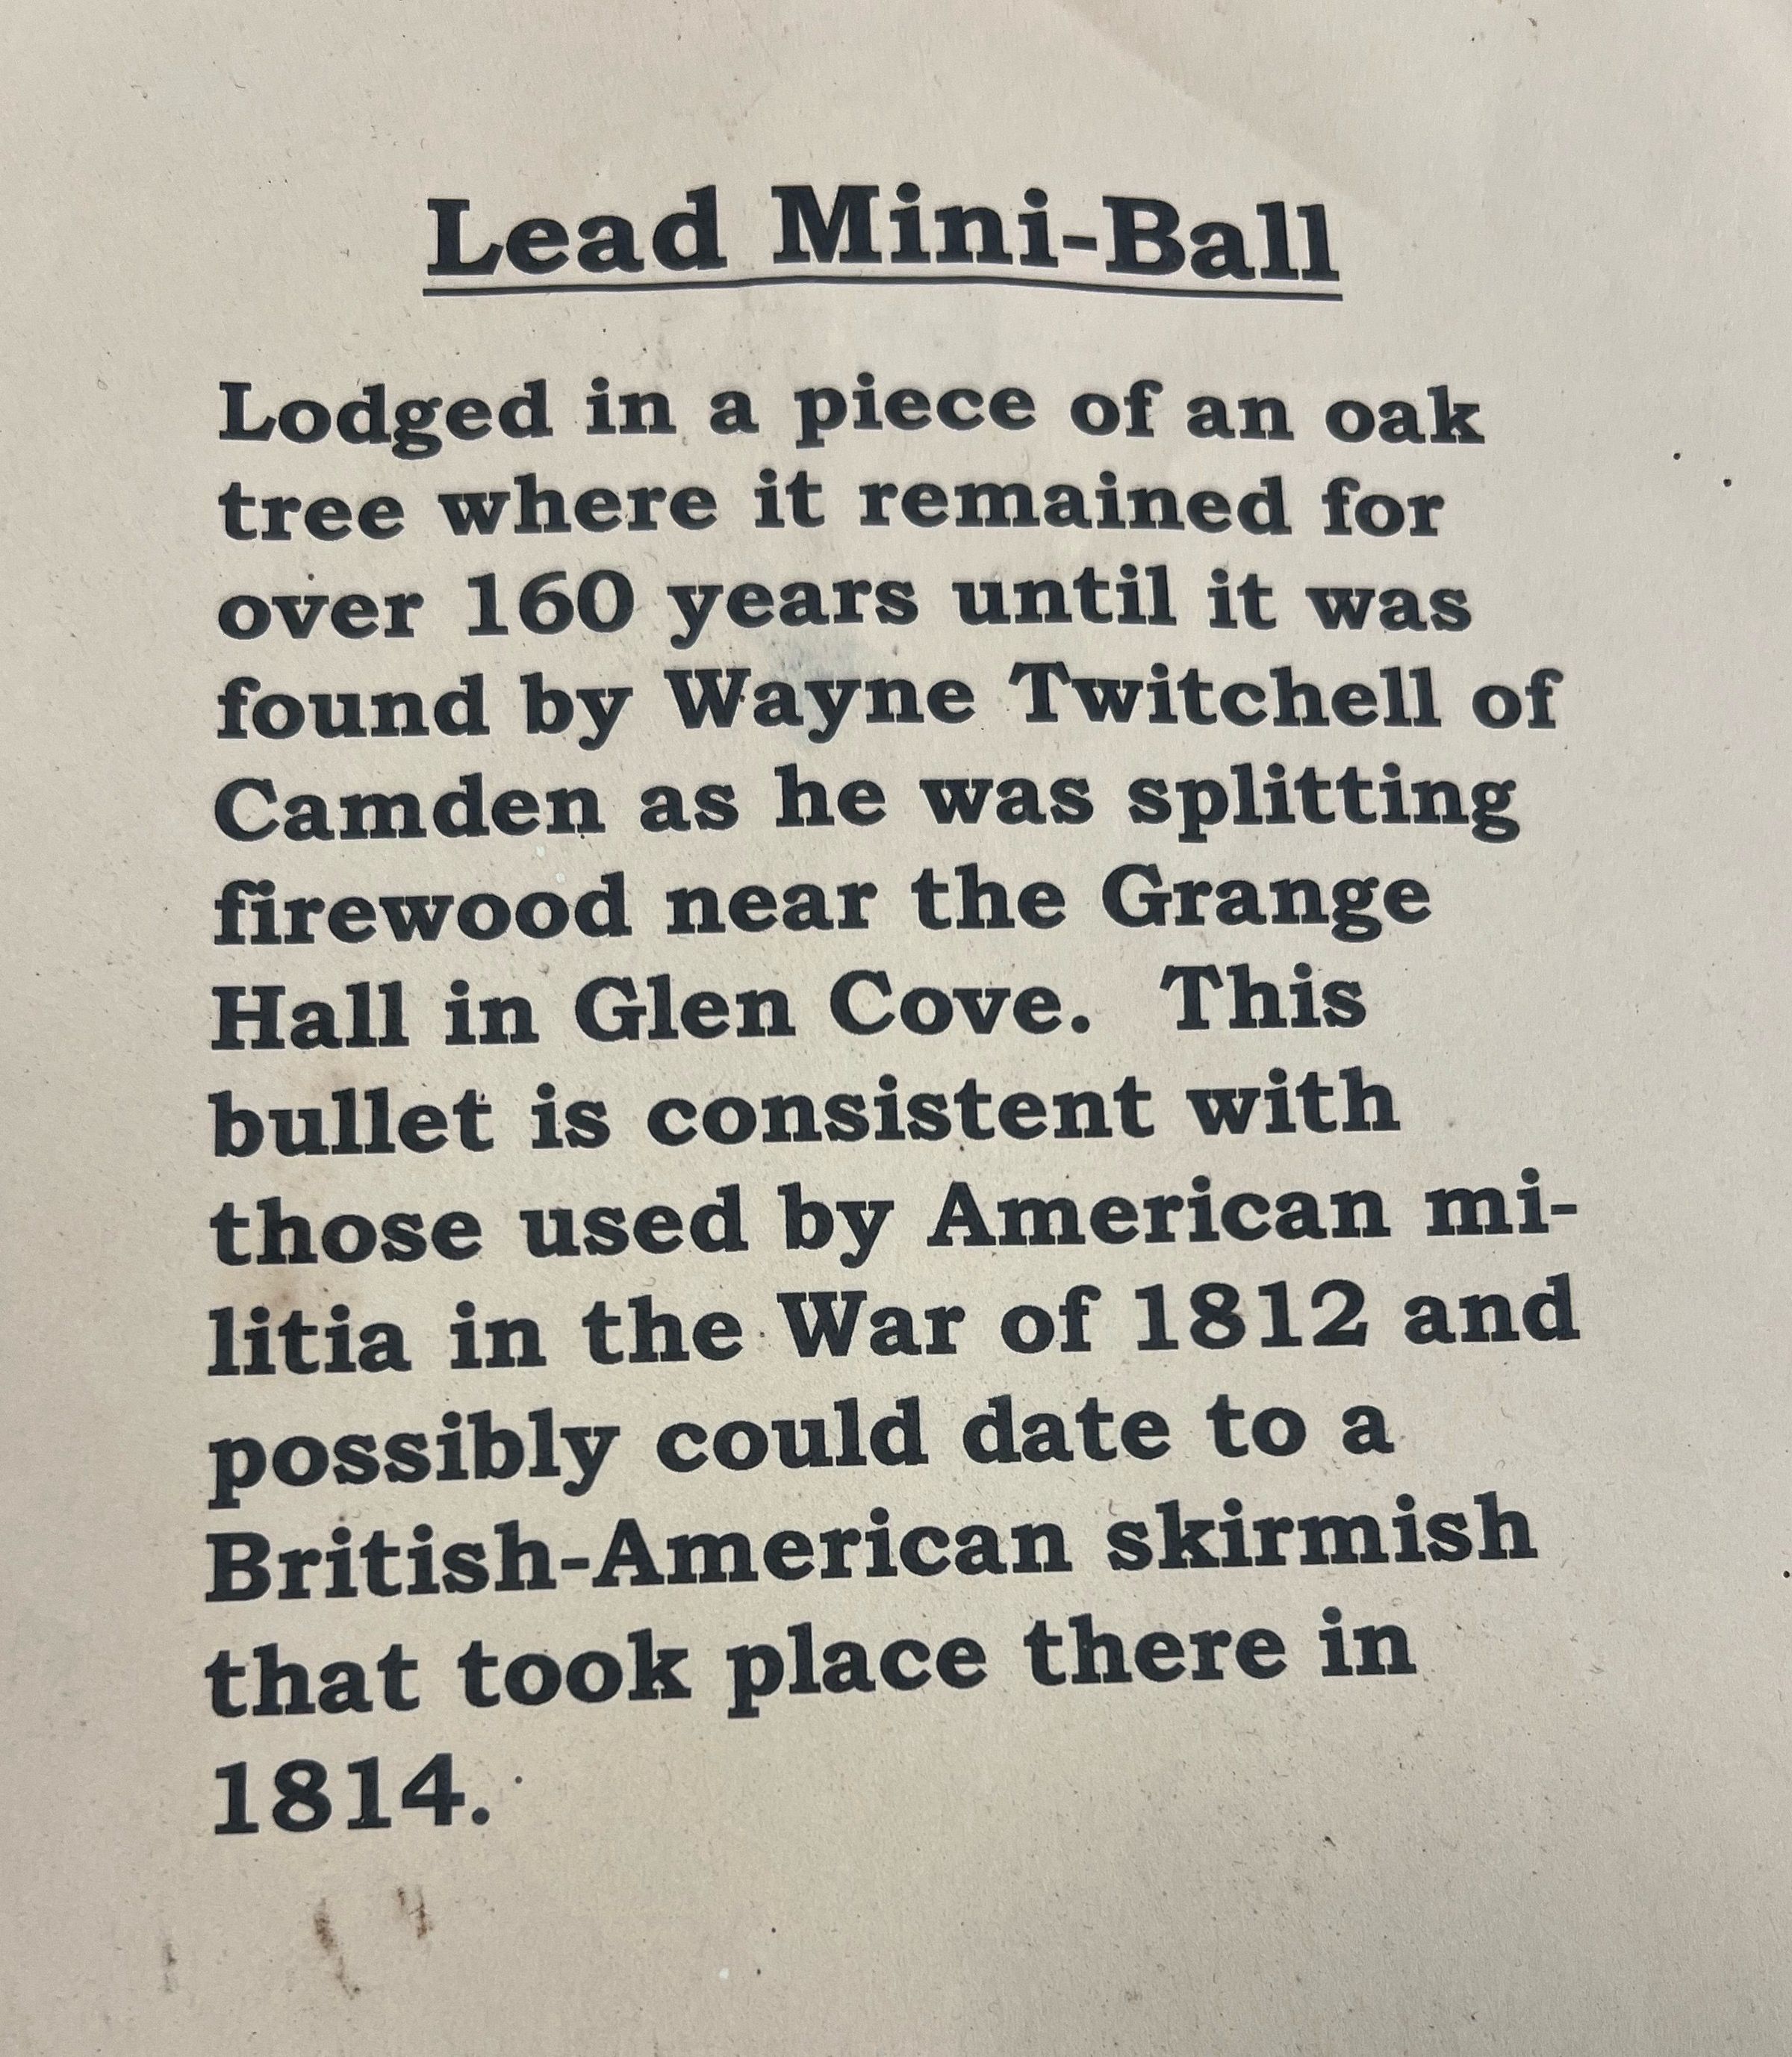 Lead Mini-Ball
Lodged in a piece of an oak
tree where it remained for
over 160 years until it was
found by Wayne Twitchell of
Camden as he was splitting
firewood near the Grange
Hall in Glen Cove.  This
bullet is consistent with
those used by American mi-
litia in the War of 1812 and
possibly could date to a
British-American skirmish
that took place there in
1814.